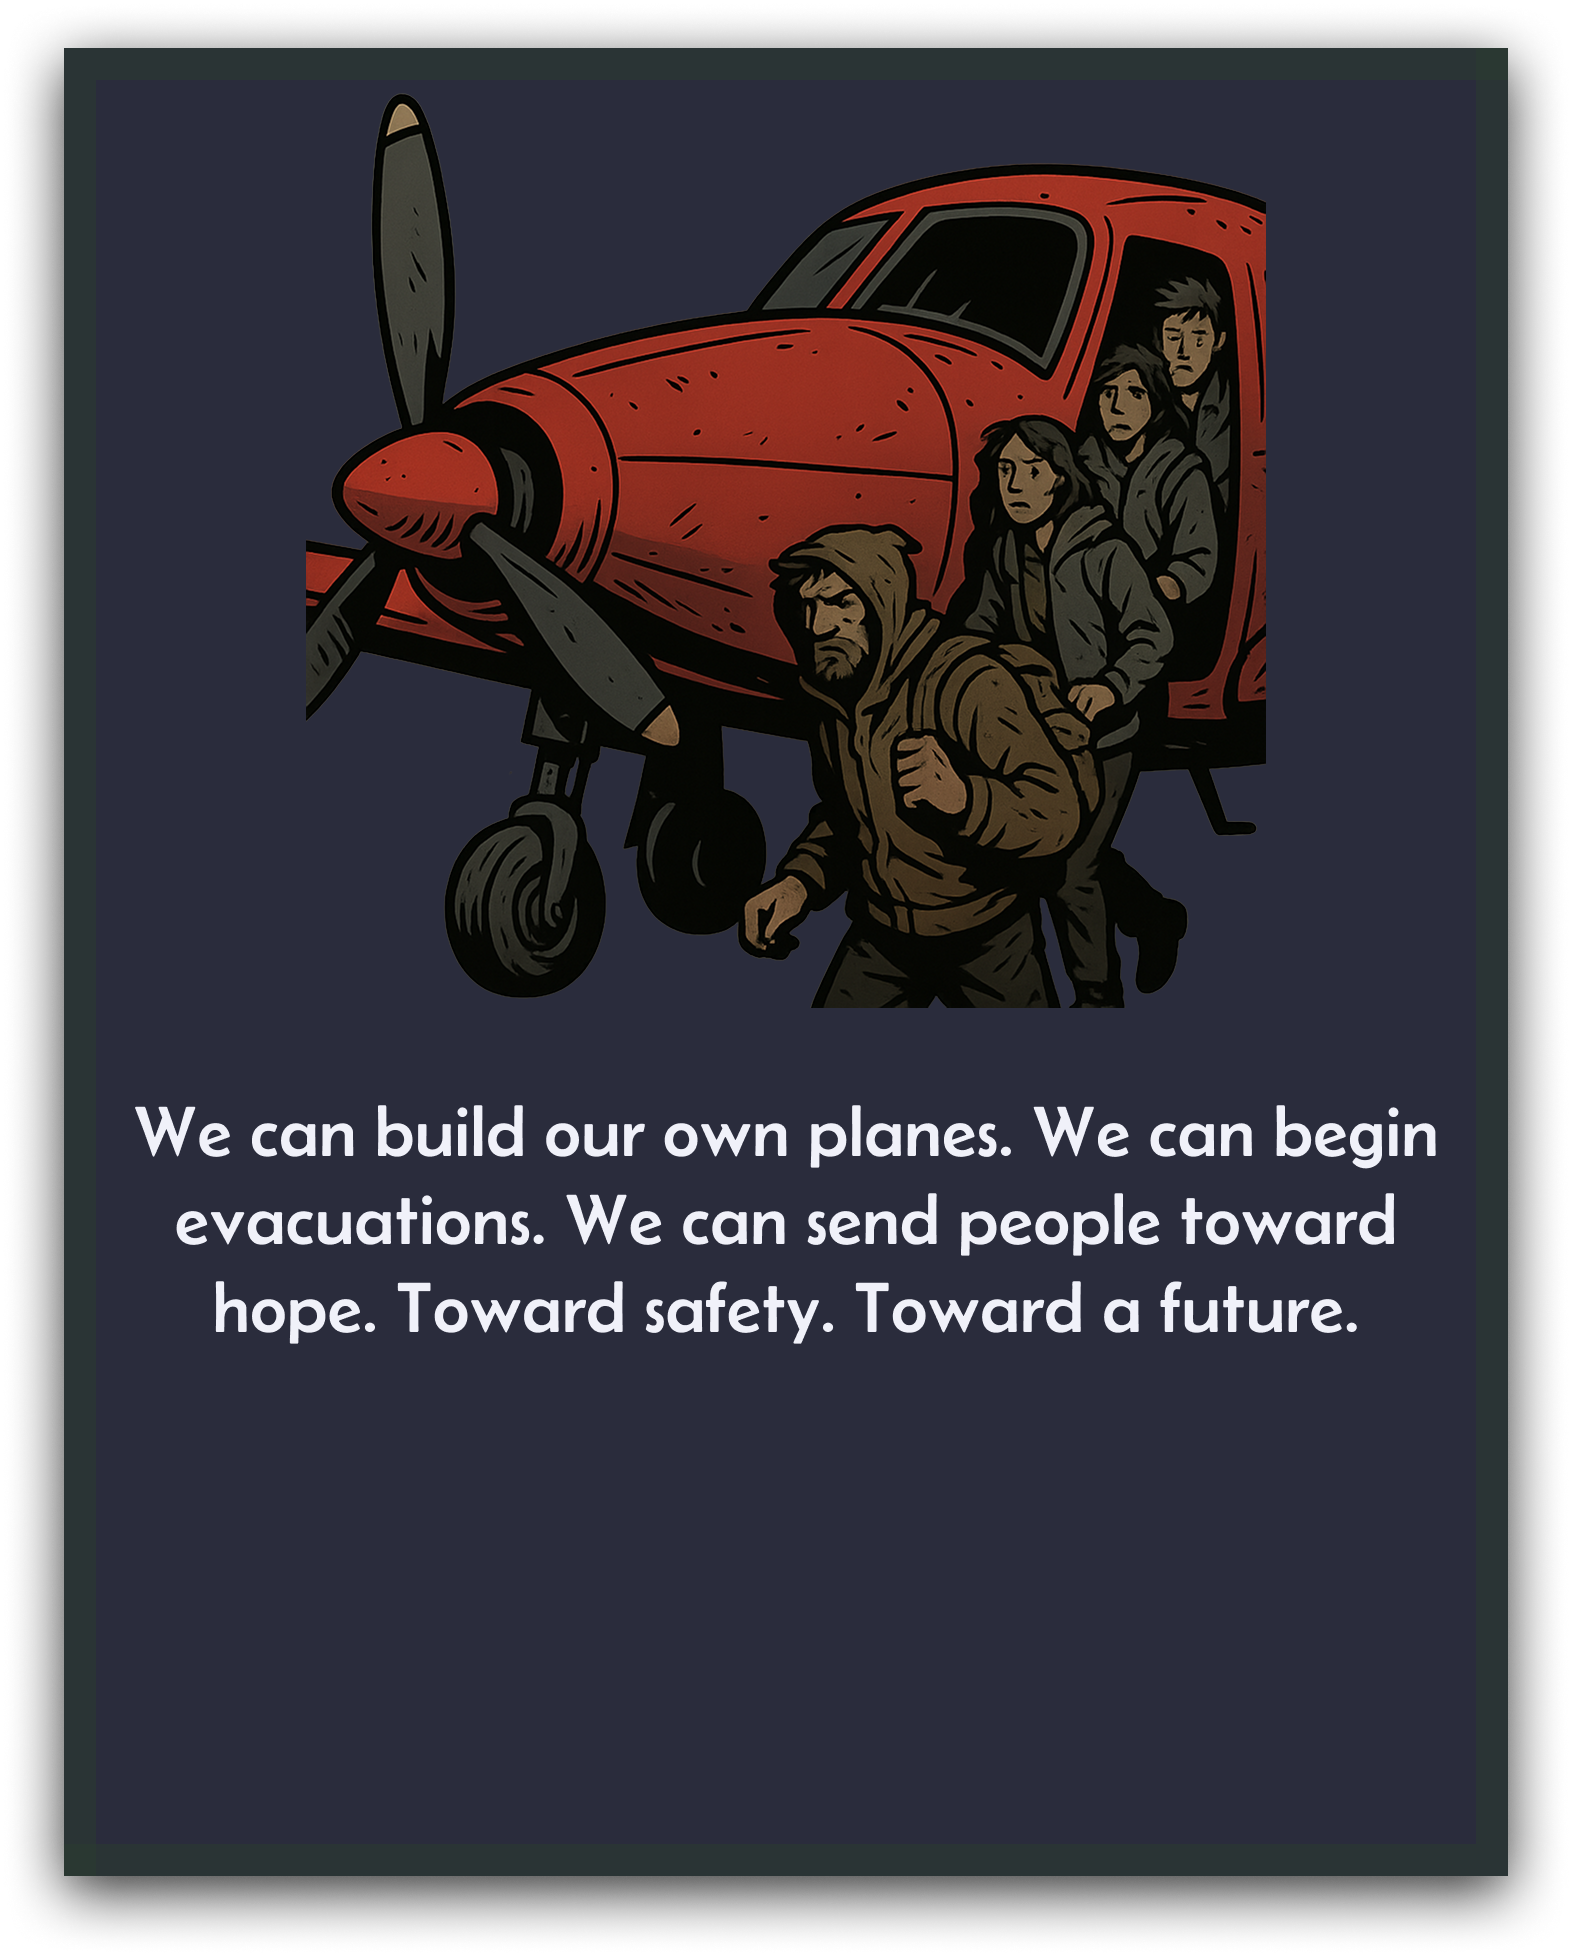 We can build our own planes. We can begin
evacuations. We can send people toward
hope. Toward safety. Toward a future.